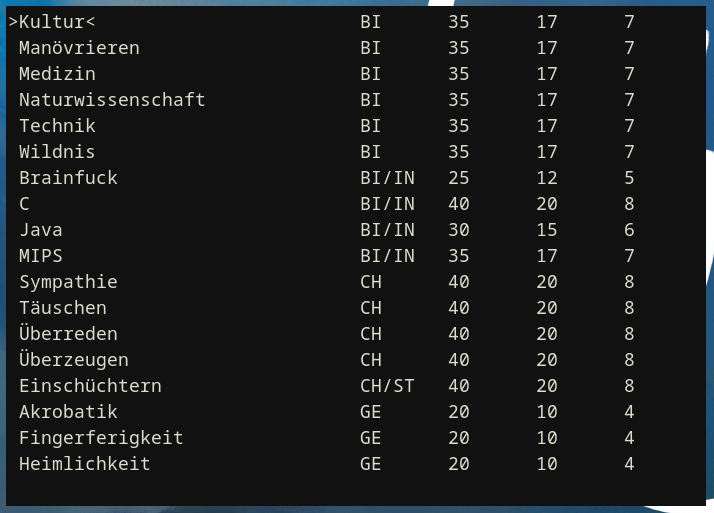 >Kultur< BI 35 17 7
Manövrieren BI 35 17 7
Medizin BI 35 17 7
Naturwissenschaft BI 35 17 7
Technik BI 35 17 7
Wildnis BI 35 17 7
Brainfuck BI/IN 25 12 5
C BI/IN 40 20 8
Java BI/IN 30 15 6
MIPS BI/IN 35 17 7
Sympathie CH 40 20 8
Täuschen CH 40 20 8
Überreden CH 40 20 8
Überzeugen CH 40 20 8
Einschüchtern CH/ST 40 20 8
Akrobatik GE 20 10 4
Fingerferigkeit GE 20 10 4
Heimlichkeit GE 20 10 4